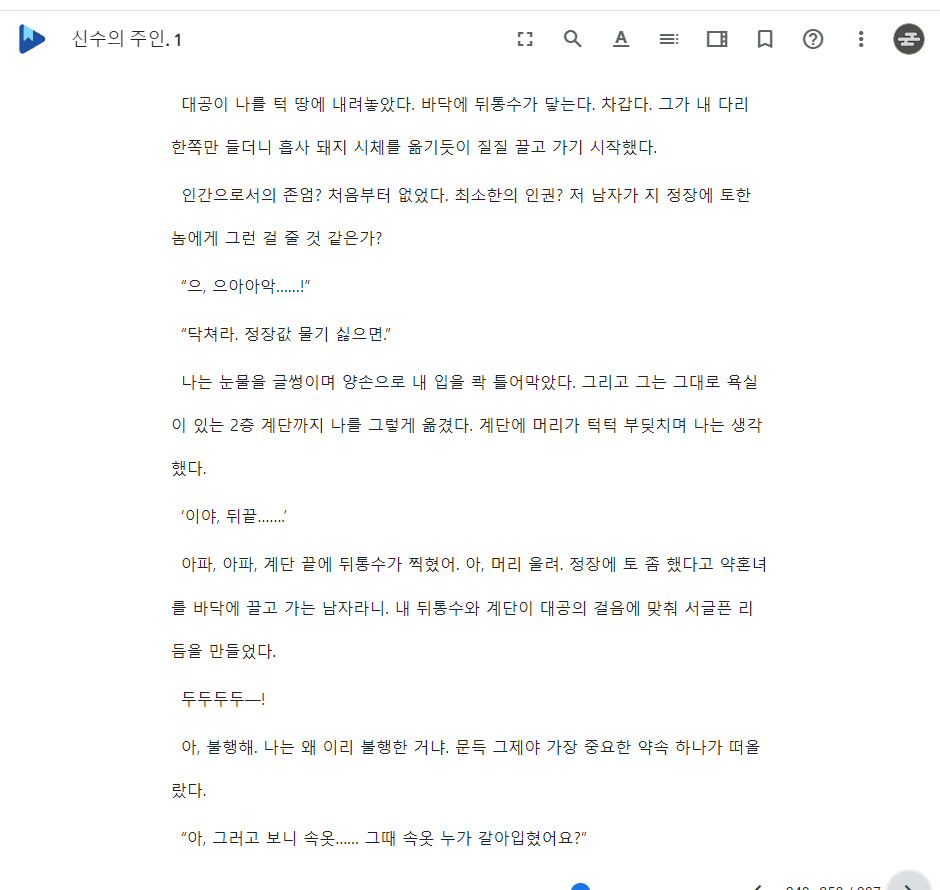 신수의 주인. 1
대공이 나를 턱 땅에 내려놓았다. 바닥에 뒤통수가 닿는다. 차갑다. 그가 내 다리
한쪽만 들더니 흡사 돼지 시체를 옮기듯이 질질 끌고 가기 시작했다.
인간으로서의 존엄? 처음부터 없었다. 최소한의 인권? 저 남자가 지 정장에 토한
놈에게 그런 걸 줄 것 같은가?
“으, 으아아악……!”
“닥쳐라. 정장값 물기 싫으면.”
나는 눈물을 글썽이며 양손으로 내 입을 콱 틀어막았다. 그리고 그는 그대로 욕실
이 있는 2층 계단까지 나를 그렇게 옮겼다. 계단에 머리가 턱턱 부딪치며 나는 생각
했다.
‘이야, 뒤끝…….’
아파, 아파, 계단 끝에 뒤통수가 찍혔어. 아, 머리 울려. 정장에 토 좀 했다고 약혼녀
를 바닥에 끌고 가는 남자라니. 내 뒤통수와 계단이 대공의 걸음에 맞춰 서글픈 리
듬을 만들었다.
두두두두—!
아, 불행해. 나는 왜 이리 불행한 거냐. 문득 그제야 가장 중요한 약속 하나가 떠올
랐다.
“아, 그러고 보니 속옷…… 그때 속옷 누가 갈아입혔어요?”